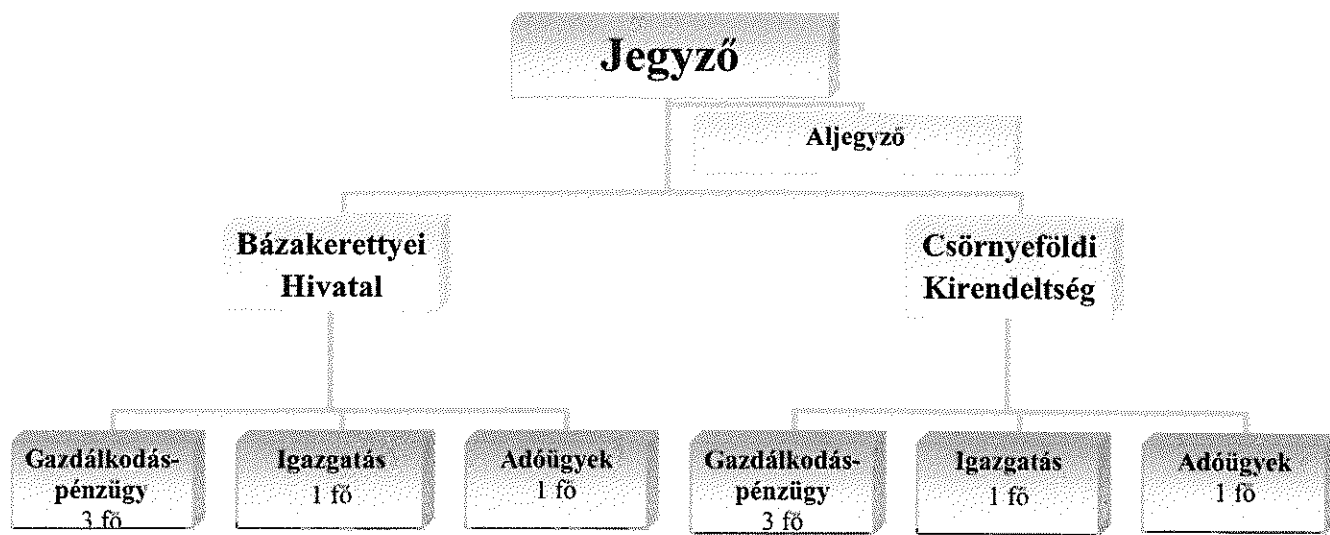 Jegyző
Aljegyző
Bázakerettyei
Hivatal
Csörnyeföldi
Kirendeltség
Gazdálkodás-
pénzügy
3 fő
Igazgatás
1 fő
Adóügyek
1 fő
Gazdálkodás-
pénzügy
3 fő
Igazgatás
1 fő
Adóügyek
1 fő